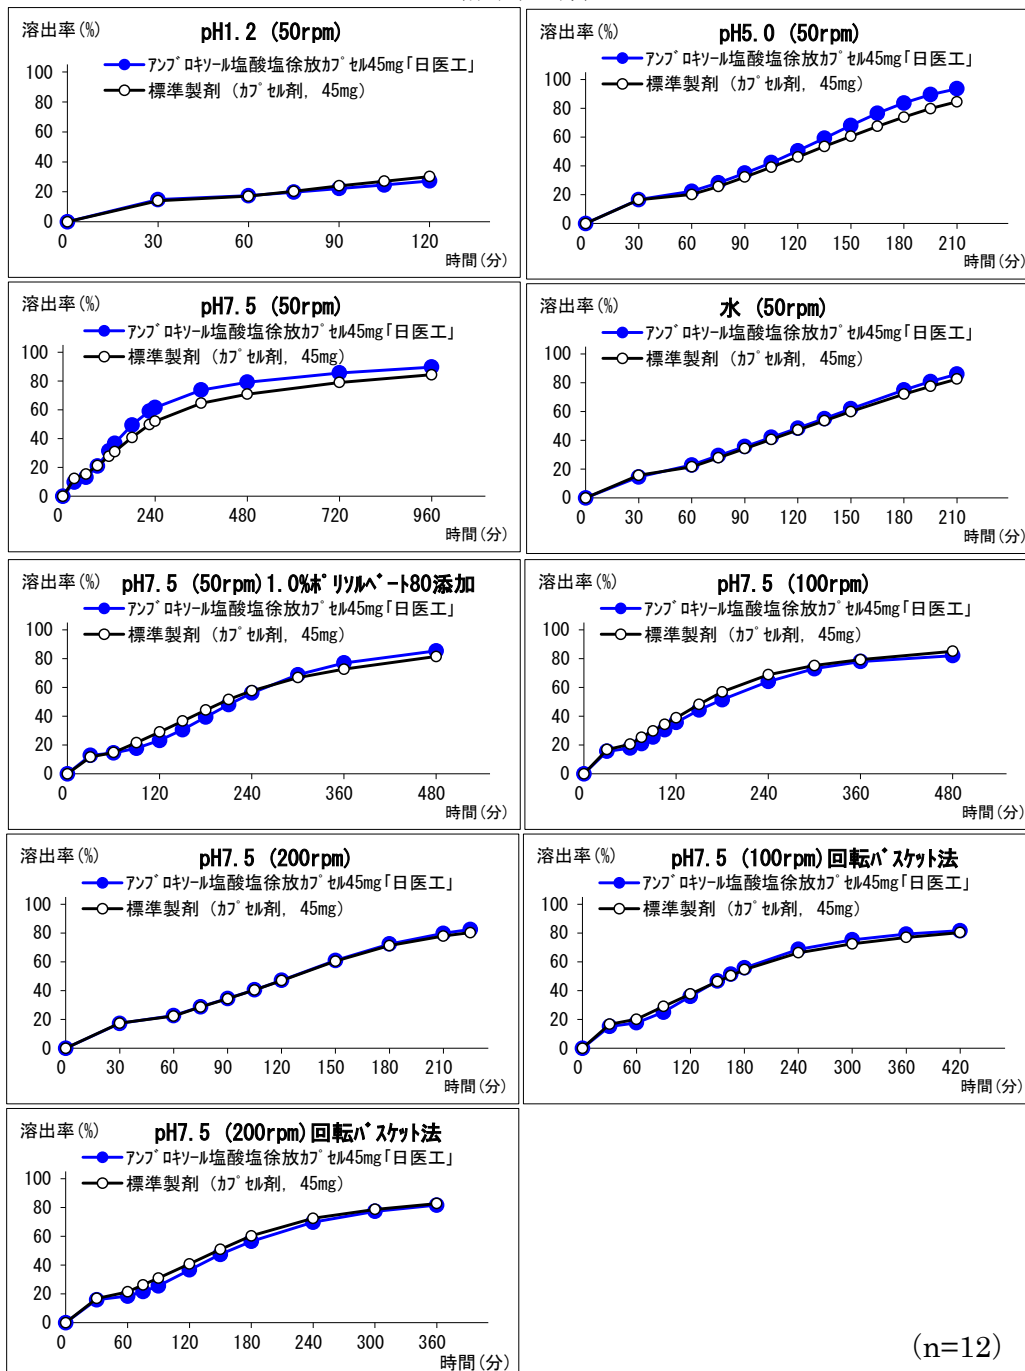 溶出率(%)
pH1.2 (50rpm)
アンブロキソール塩酸塩徐放カプセル45mg「日医工」
標準製剤 (カプセル剤, 45mg)
100
80
60
40
20
0
0 30 60 90 120
時間(分)
溶出率(%)
pH5.0 (50rpm)
アンブロキソール塩酸塩徐放カプセル45mg「日医工」
標準製剤 (カプセル剤, 45mg)
100
80
60
40
20
0
0 30 60 90 120 150 180 210
時間(分)
溶出率(%)
pH7.5 (50rpm)
アンブロキソール塩酸塩徐放カプセル45mg「日医工」
標準製剤 (カプセル剤, 45mg)
100
80
60
40
20
0
0 240 480 720 960
時間(分)
溶出率(%)
水 (50rpm)
アンブロキソール塩酸塩徐放カプセル45mg「日医工」
標準製剤 (カプセル剤, 45mg)
100
80
60
40
20
0
0 30 60 90 120 150 180 210
時間(分)
溶出率(%)
pH7.5 (50rpm)1.0%ポリソルベート80添加
アンブロキソール塩酸塩徐放カプセル45mg「日医工」
標準製剤 (カプセル剤, 45mg)
100
80
60
40
20
0
0 120 240 360 480
時間(分)
溶出率(%)
pH7.5 (100rpm)
アンブロキソール塩酸塩徐放カプセル45mg「日医工」
標準製剤 (カプセル剤, 45mg)
100
80
60
40
20
0
0 120 240 360 480
時間(分)
溶出率(%)
pH7.5 (200rpm)
アンブロキソール塩酸塩徐放カプセル45mg「日医工」
標準製剤 (カプセル剤, 45mg)
100
80
60
40
20
0
0 30 60 90 120 150 180 210
時間(分)
溶出率(%)
pH7.5 (100rpm)回転バスケット法
アンブロキソール塩酸塩徐放カプセル45mg「日医工」
標準製剤 (カプセル剤, 45mg)
100
80
60
40
20
0
0 60 120 180 240 300 360 420
時間(分)
溶出率(%)
pH7.5 (200rpm)回転バスケット法
アンブロキソール塩酸塩徐放カプセル45mg「日医工」
標準製剤 (カプセル剤, 45mg)
100
80
60
40
20
0
0 60 120 180 240 300 360
時間(分)
(n=12)